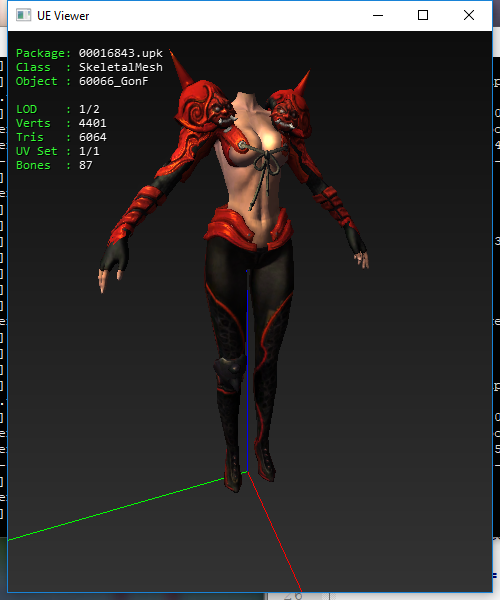 UE Viewer
Package: 00016843.upk
Class : SkeletalMesh
Object : 60066_GonF
LOD : 1/2
Verts : 4401
Tris : 6064
UV Set : 1/1
Bones : 87